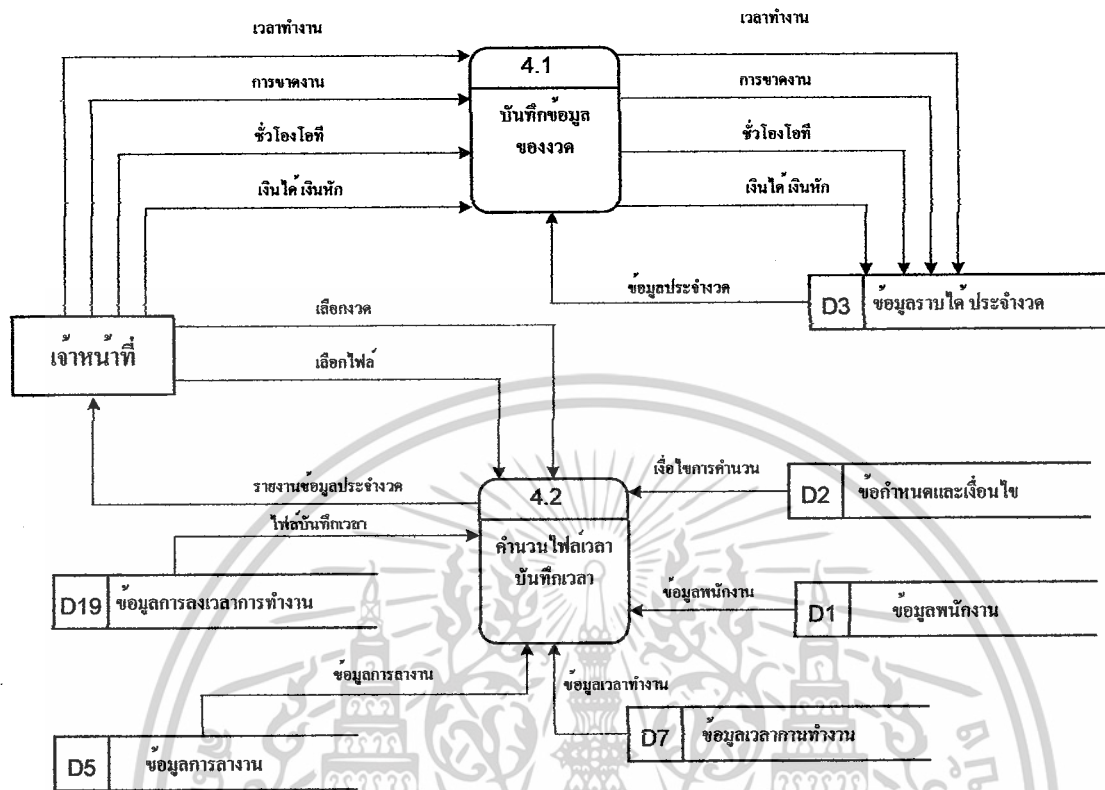 เวลาทำงาน
เวลาทำงาน
4.1
การขาดงาน
การขาดงาน
บันทึกข้อมูล
ของงวด
ชั่วโองโอที
ชั่วโองโอที
เงินได้ เงินหัก
เงินได้ เงินหัก
ข้อมูลประจำงวด
D3 ข้อมูลราบได้ ประจำงวด
เลือกงวด
เจ้าหน้าที่
เลือกไฟล์
เงื่อไขการคำนวน
รายงานข้อมูลประจำงวด
4.2
D2 ข้อกำหนดและเงื่อนไข
ไฟล์บันทึกเวลา
คำนวนไฟล์เวลา
บันทึกเวลา
D19 ข้อมูลการลงเวลาการทำงาน
ข้อมูลพนักงาน
D1 ข้อมูลพนักงาน
ข้อมูลการลางาน
ข้อมูลเวลาทำงาน
D7 ข้อมูลเวลากานทำงาน
D5 ข้อมูลการลางาน